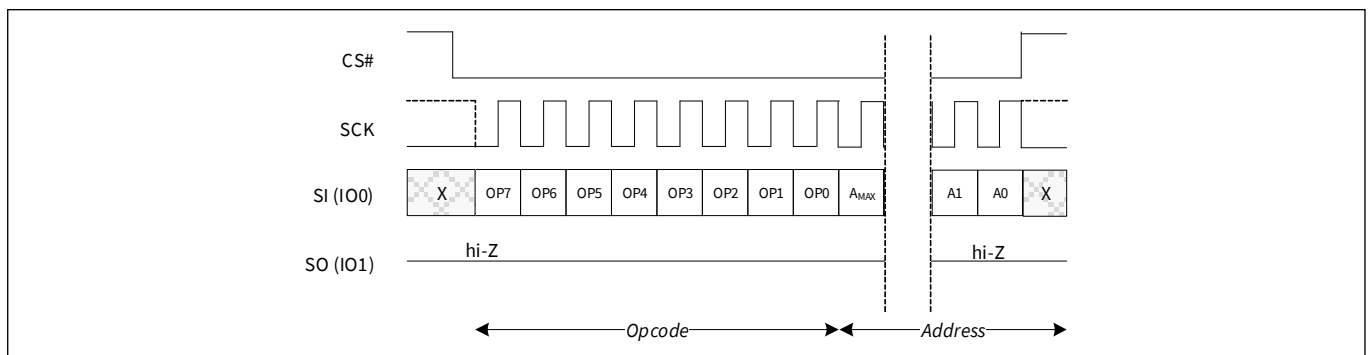 CS#
SCK
SI (IO0) X OP7 OP6 OP5 OP4 OP3 OP2 OP1 OP0 AMAX A1 A0 X
hi-Z hi-Z
SO (IO1)
Opcode Address